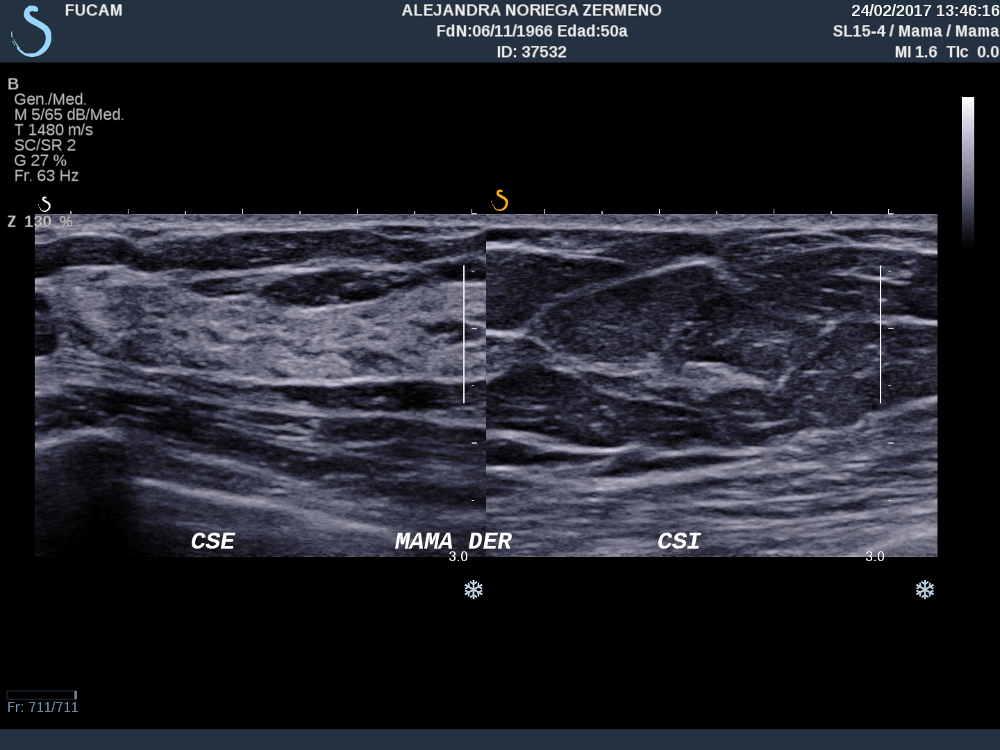 FUCAM
ALEJANDRA NORIEGA ZERMENO
FdN:06/11/1966 Edad:50a
ID: 37532
24/02/2017 13:46:16
SL15-4 / Mama / Mama
MI 1.6 TIc 0.0
B
Gen./Med.
M 5/65 dB/Med.
T 1480 m/s
SC/SR 2
G 27 %
Fr. 63 Hz
Z 130 %
CSE
MAMA DER
CSI
3.0
3.0
Fr: 711/711